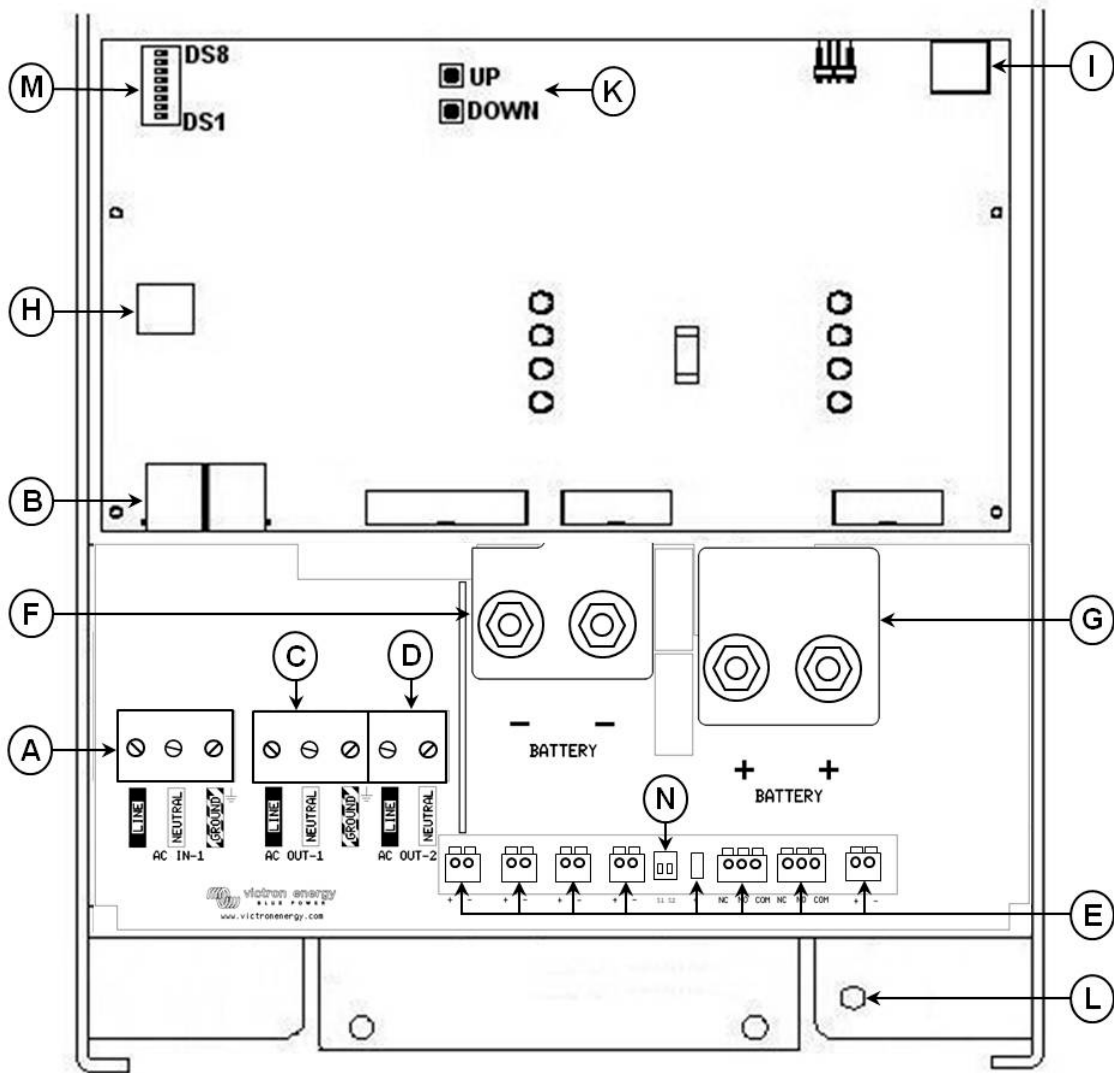 DS8
UP
M
K
I
DOWN
DS1
H
B
F
G
C
D
A
N
- -
BATTERY
+ +
BATTERY
LINE NEUTRAL GROUND LINE NEUTRAL GROUND LINE NEUTRAL
AC IN-1 AC OUT-1 AC OUT-2
victron energy
BLUE POWER
www.victronenergy.com
+ - + - + - + - NC NO COM NC NO COM + -
E
L